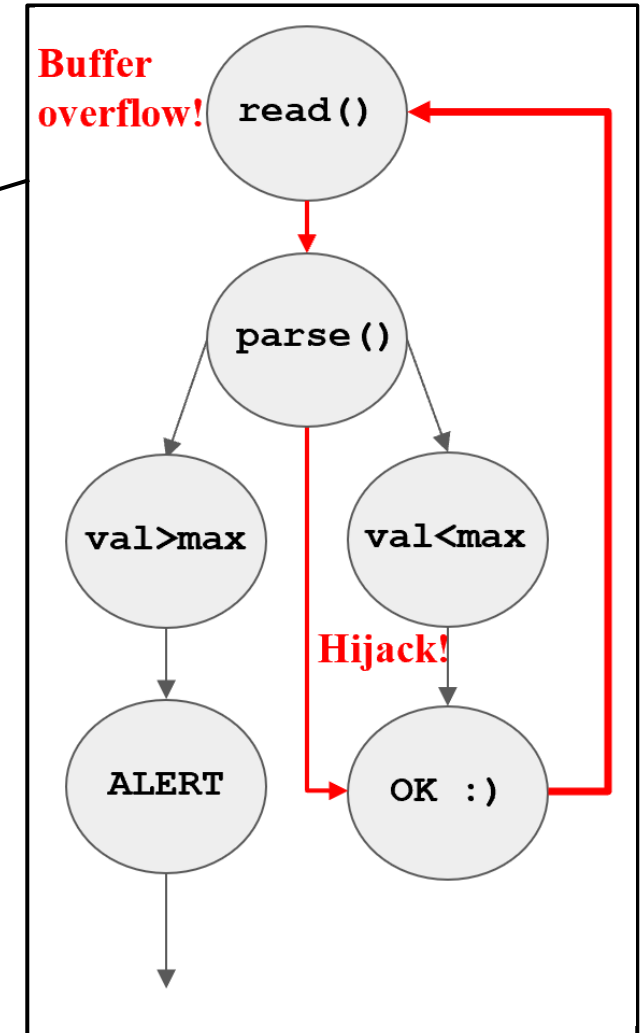 Buffer
overflow!
read()
parse()
val>max
val<max
Hijack!
ALERT
OK :)